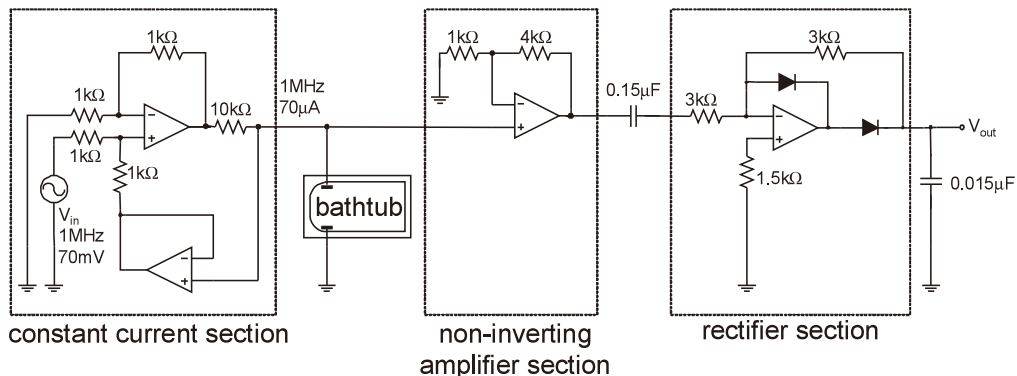 1kΩ
1kΩ
1kΩ
1kΩ
10kΩ
V_in
1MHz
70mV
constant current section
1MHz
70μA
bathtub
1kΩ
4kΩ
non-inverting
amplifier section
0.15μF
3kΩ
3kΩ
1.5kΩ
rectifier section
V_out
0.015μF